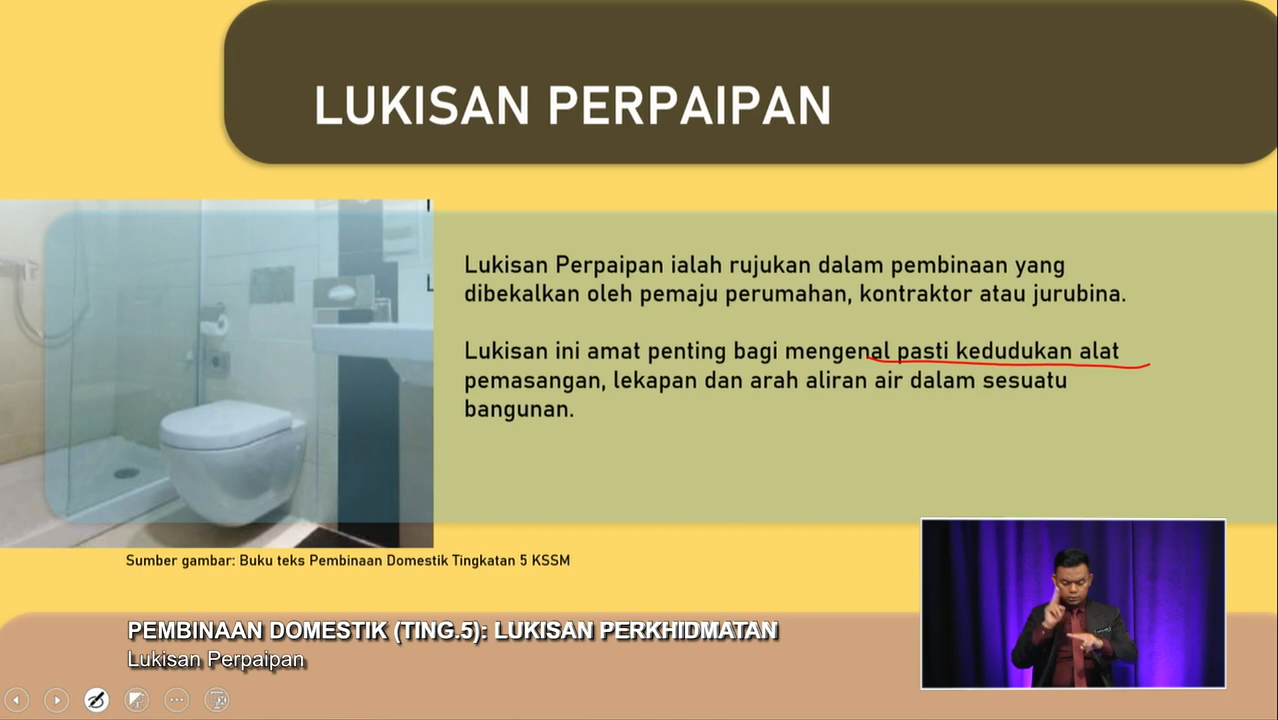 LUKISAN PERPAIPAN
Lukisan Perpaipan ialah rujukan dalam pembinaan yang
dibekalkan oleh pemaju perumahan, kontraktor atau jurubina.
Lukisan ini amat penting bagi mengenal pasti kedudukan alat
pemasangan, lekapan dan arah aliran air dalam sesuatu
bangunan.
Sumber gambar: Buku teks Pembinaan Domestik Tingkatan 5 KSSM
PEMBINAAN DOMESTIK (TING.5): LUKISAN PERKHIDMATAN
Lukisan Perpaipan